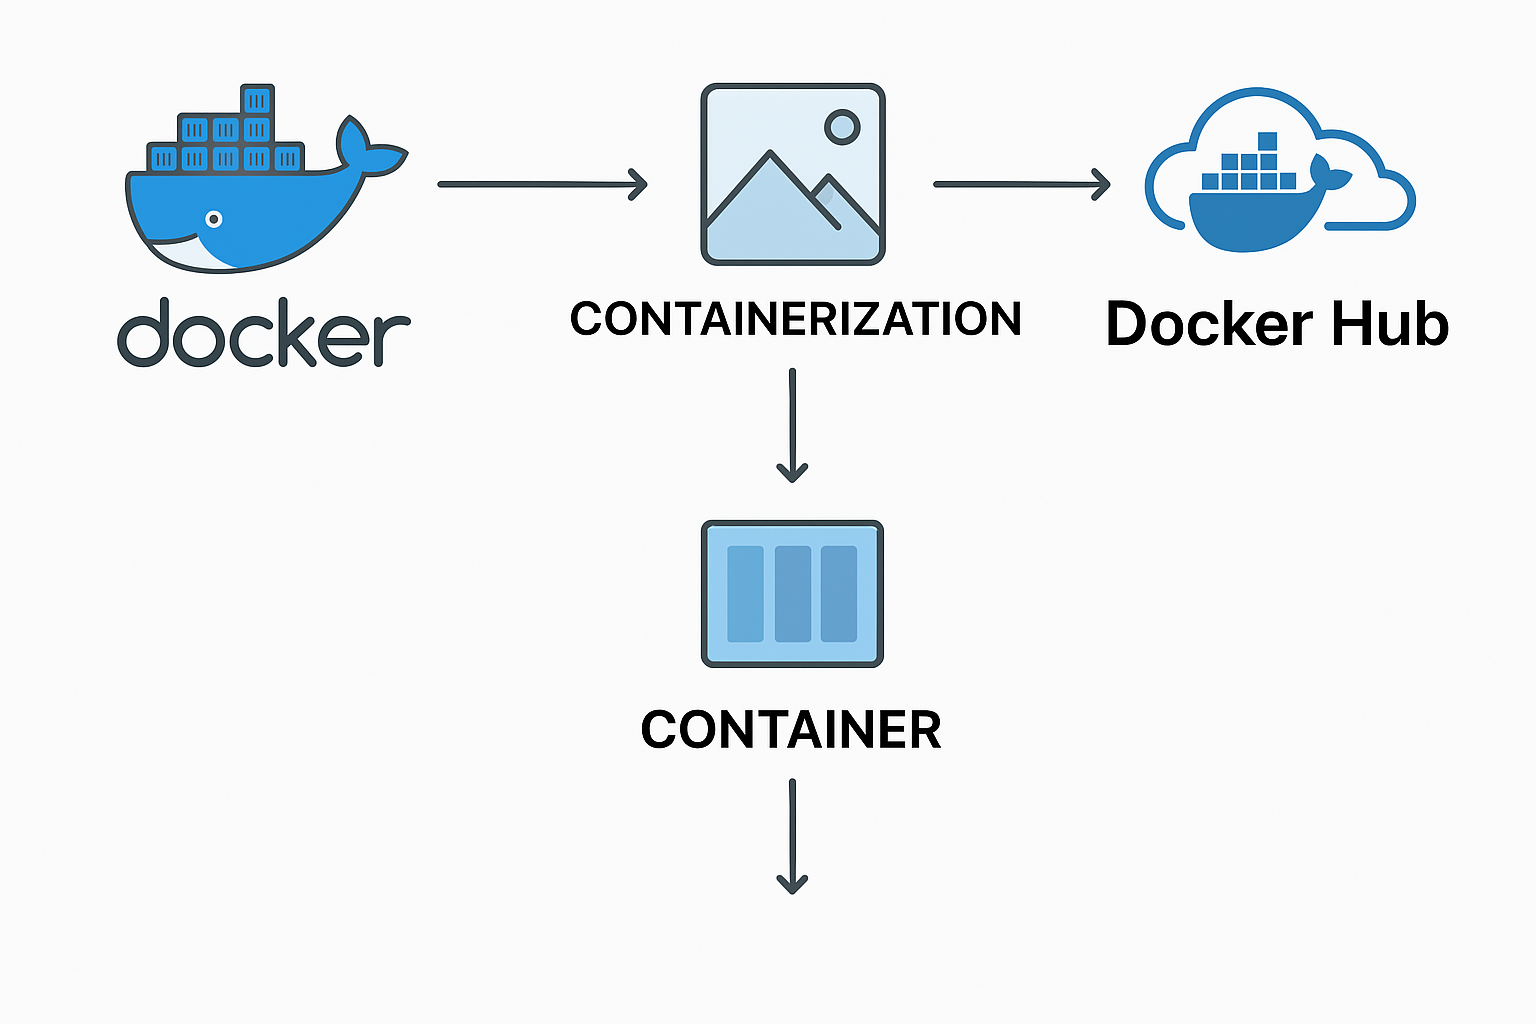 docker
CONTAINERIZATION
Docker Hub
CONTAINER